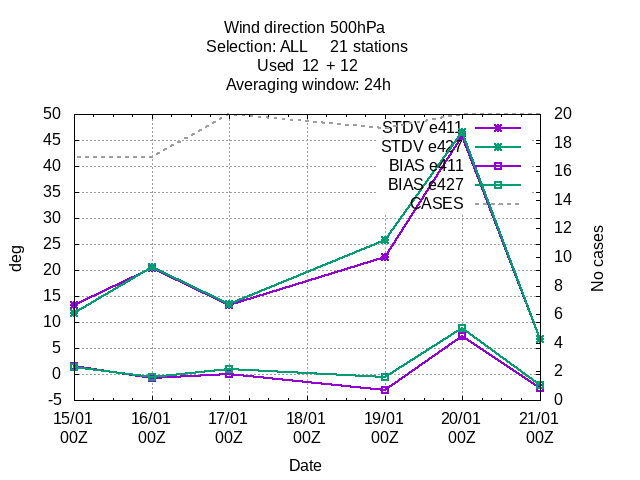 Wind direction 500hPa
Selection: ALL     21 stations
Used  12  + 12
Averaging window: 24h
50
45
40
35
30
25
20
15
10
5
0
-5
deg
STDV e411
STDV e427
BIAS e411
BIAS e427
CASES
20
18
16
14
12
10
8
6
4
2
0
No cases
15/01 16/01 17/01 18/01 19/01 20/01 21/01
00Z 00Z 00Z 00Z 00Z 00Z 00Z
Date